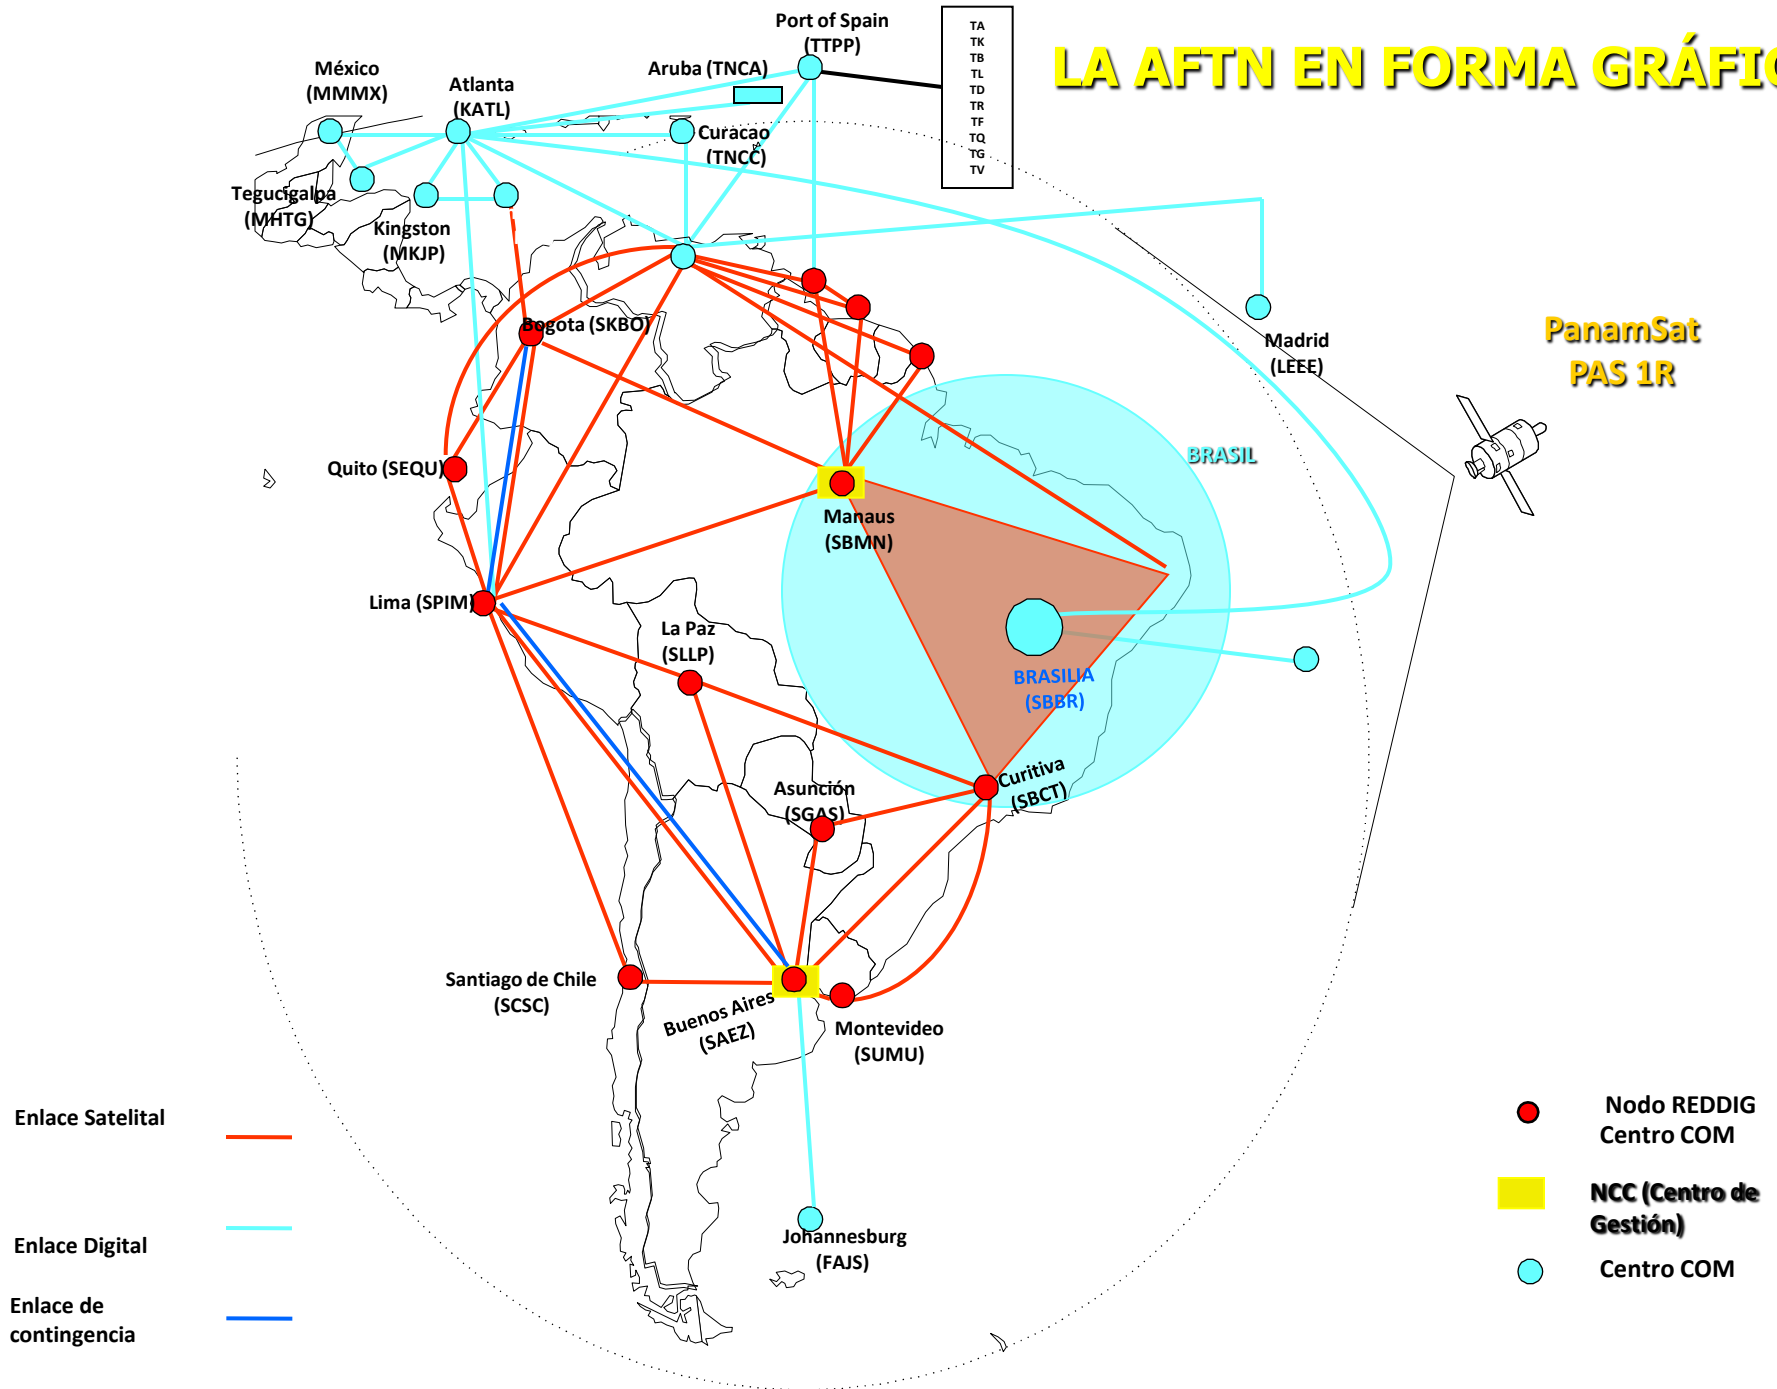 LA AFTN EN FORMA GRÁFIC
Port of Spain
(TTPP)
TA
TK
TB
TL
TD
TR
TF
TQ
TG
TV
México
(MMMX)
Atlanta
(KATL)
Aruba (TNCA)
Curacao
(TNCC)
Tegucigalpa
(MHTG)
Kingston
(MKJP)
Bogota (SKBO)
Madrid
(LEEE)
PanamSat
PAS 1R
BRASIL
Quito (SEQU)
Manaus
(SBMN)
Lima (SPIM)
La Paz
(SLLP)
BRASILIA
(SBBR)
Curitiva
(SBCT)
Asunción
(SGAS)
Santiago de Chile
(SCSC)
Buenos Aires
(SAEZ)
Montevideo
(SUMU)
Johannesburg
(FAJS)
Enlace Satelital
Enlace Digital
Enlace de
contingencia
Nodo REDDIG
Centro COM
NCC (Centro de
Gestión)
Centro COM